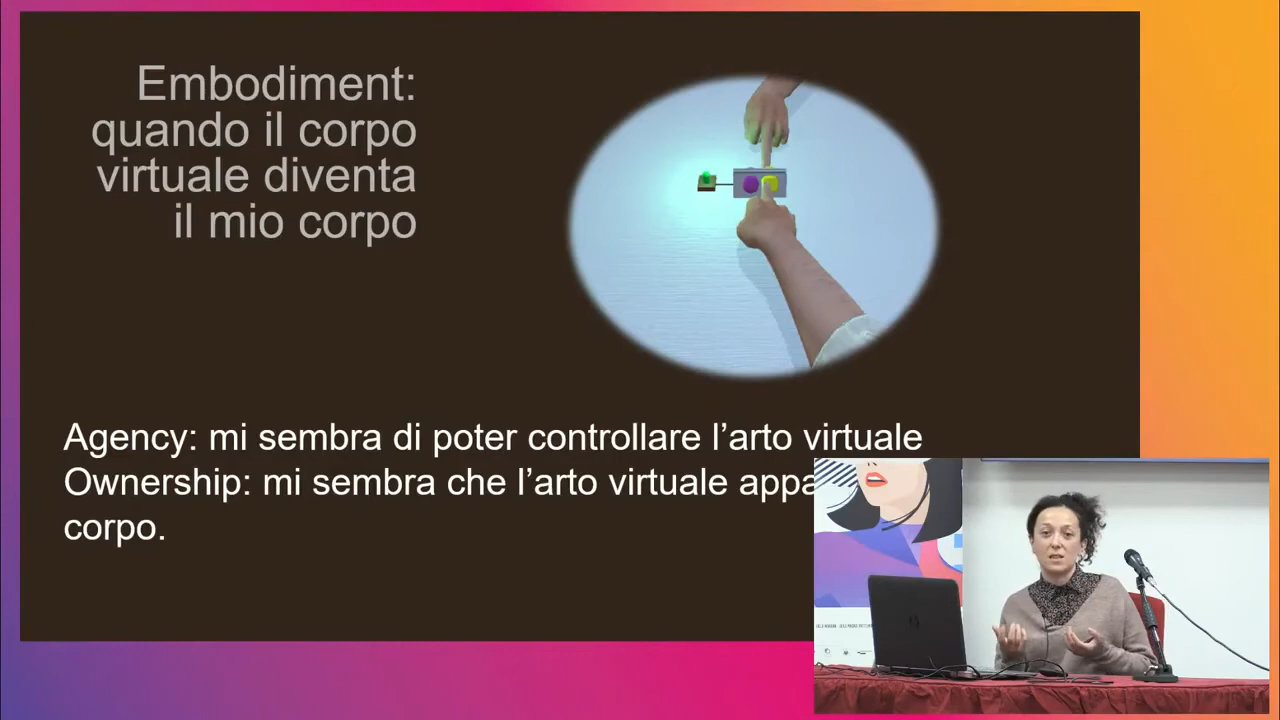 Embodiment:
quando il corpo
virtuale diventa
il mio corpo
Agency: mi sembra di poter controllare l’arto virtuale
Ownership: mi sembra che l’arto virtuale appa
corpo.